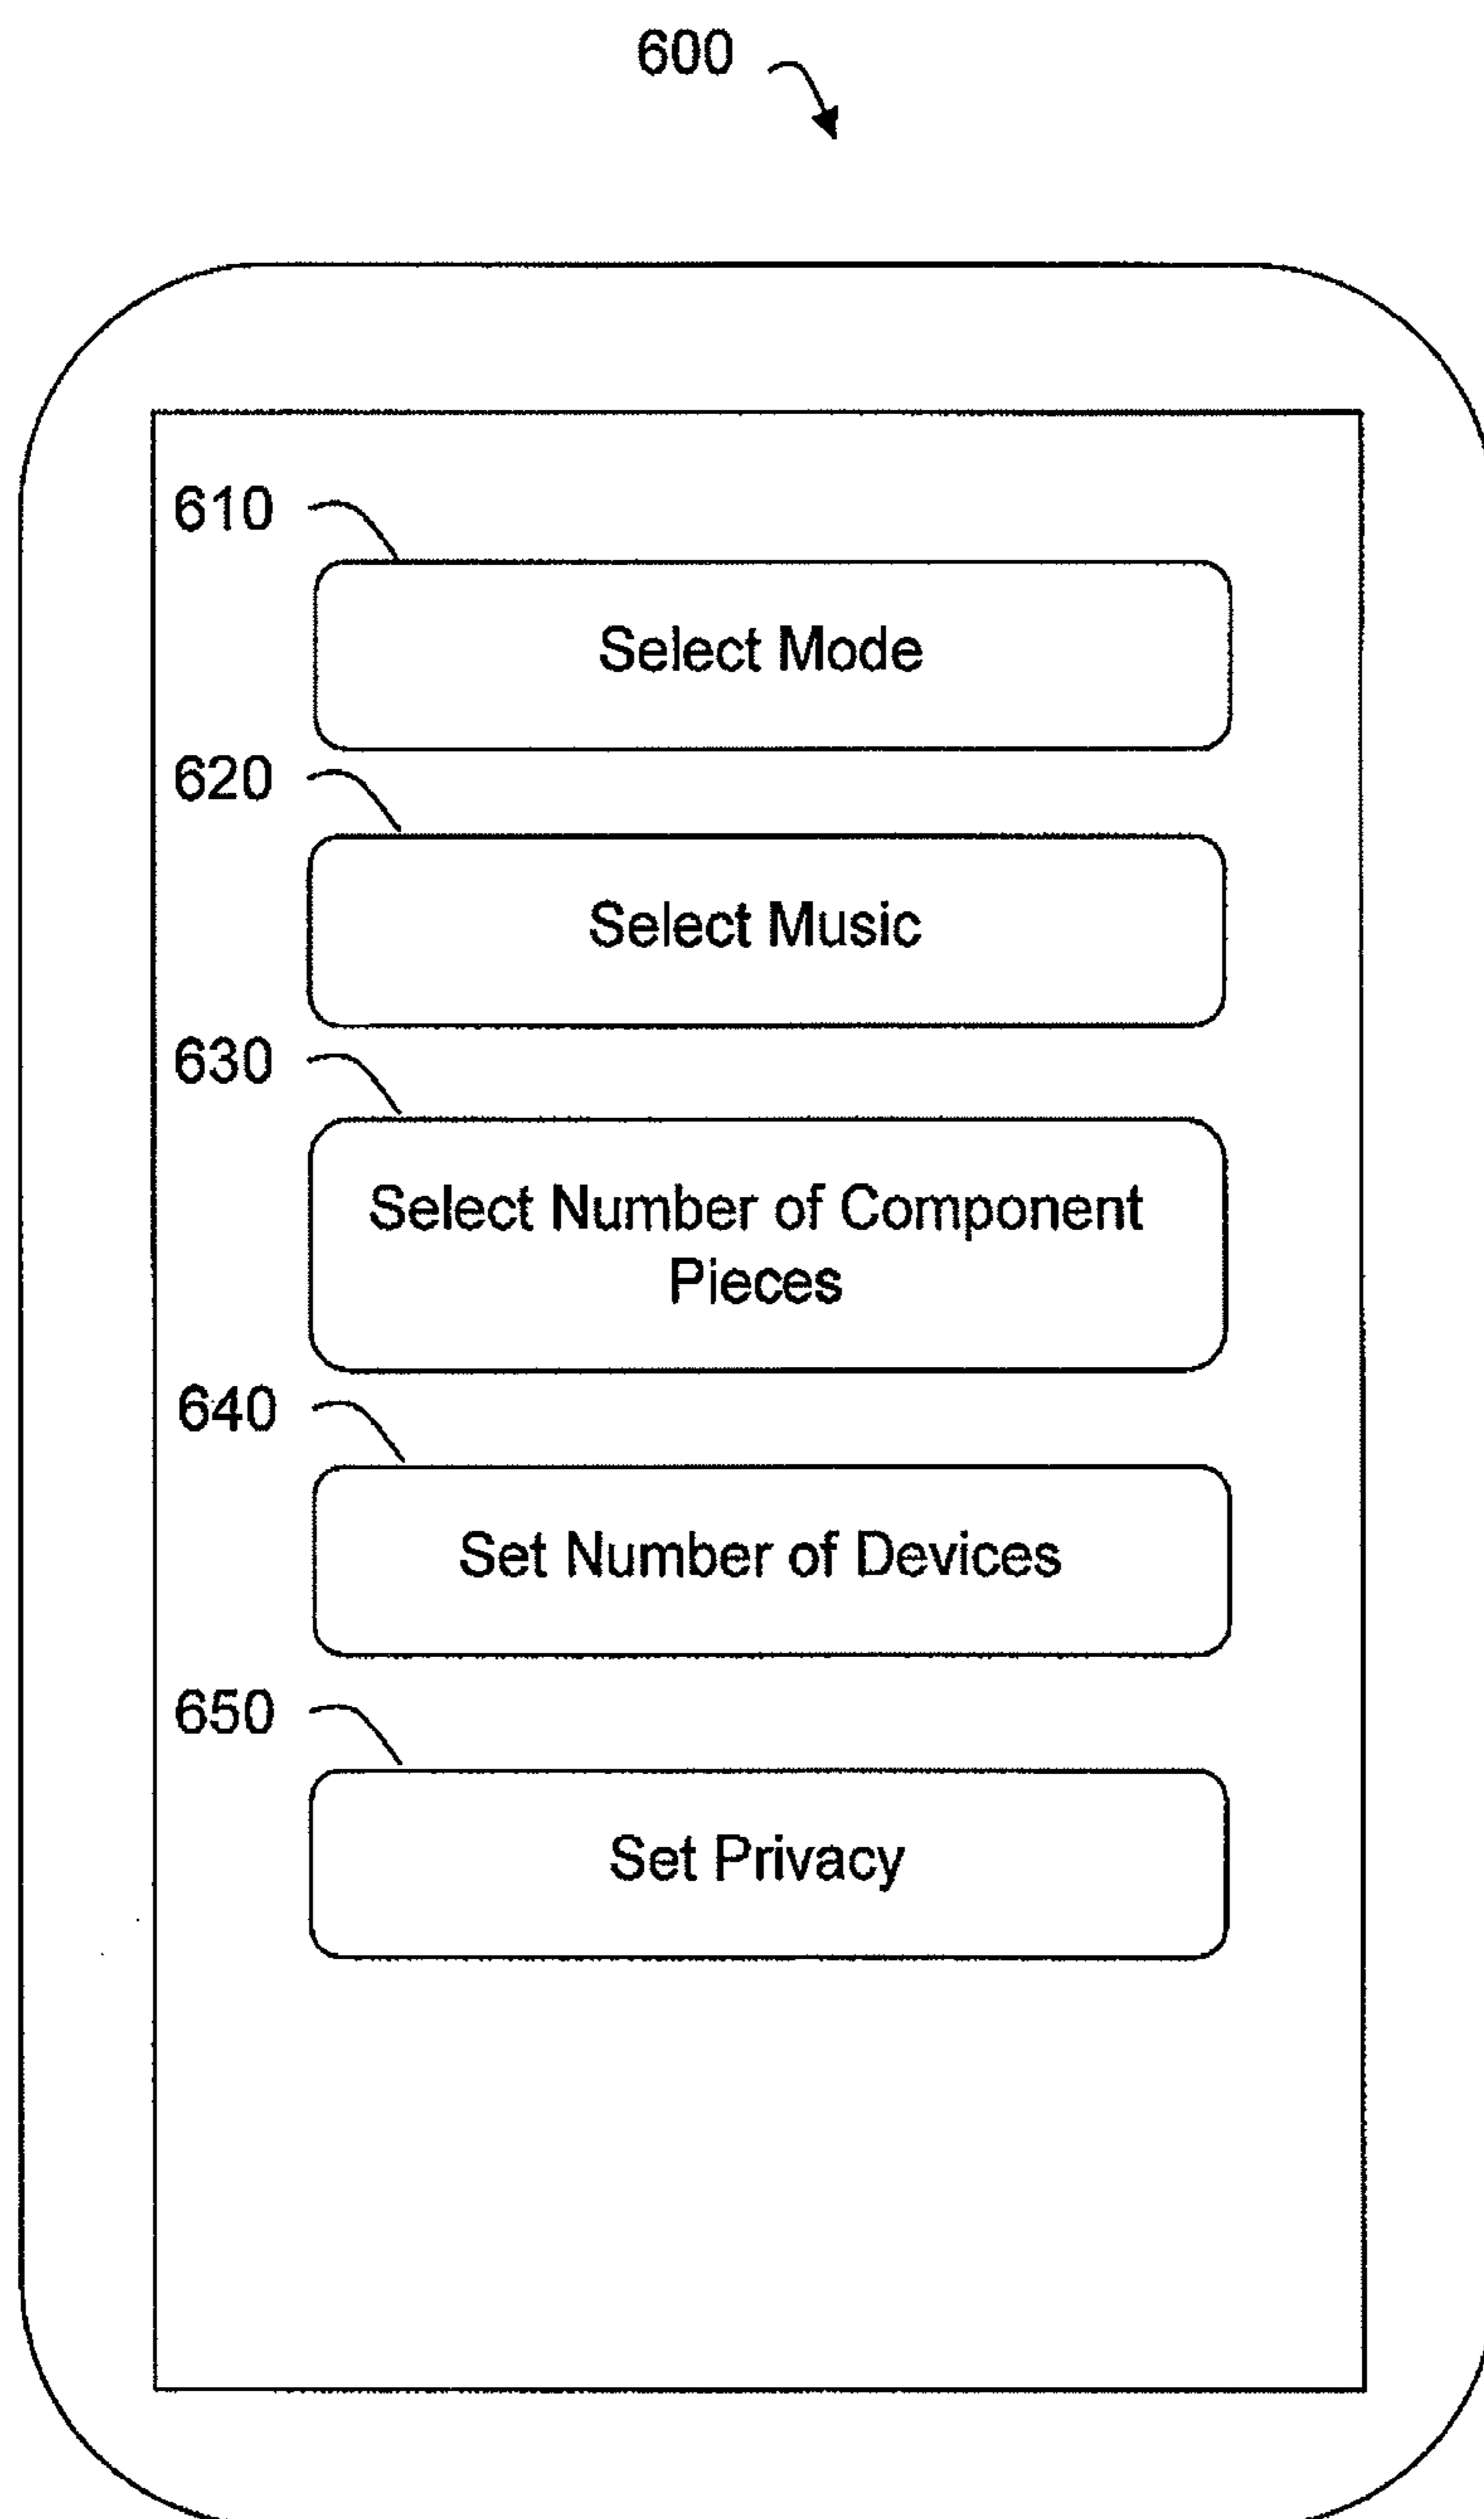 600
610
Select Mode
620
Select Music
630
Select Number of Component
Pieces
640
Set Number of Devices
650
Set Privacy